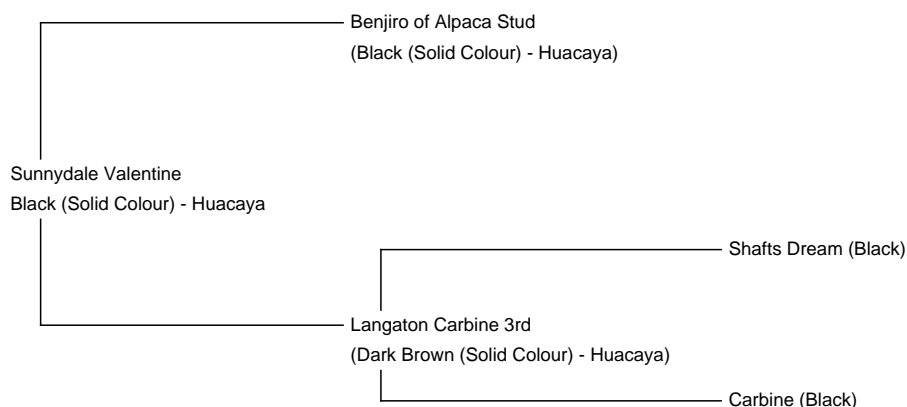 Benjiro of Alpaca Stud
(Black (Solid Colour) - Huacaya)
Sunnydale Valentine
Black (Solid Colour) - Huacaya
Shafts Dream (Black)
Langaton Carbine 3rd
(Dark Brown (Solid Colour) - Huacaya)
Carbine (Black)